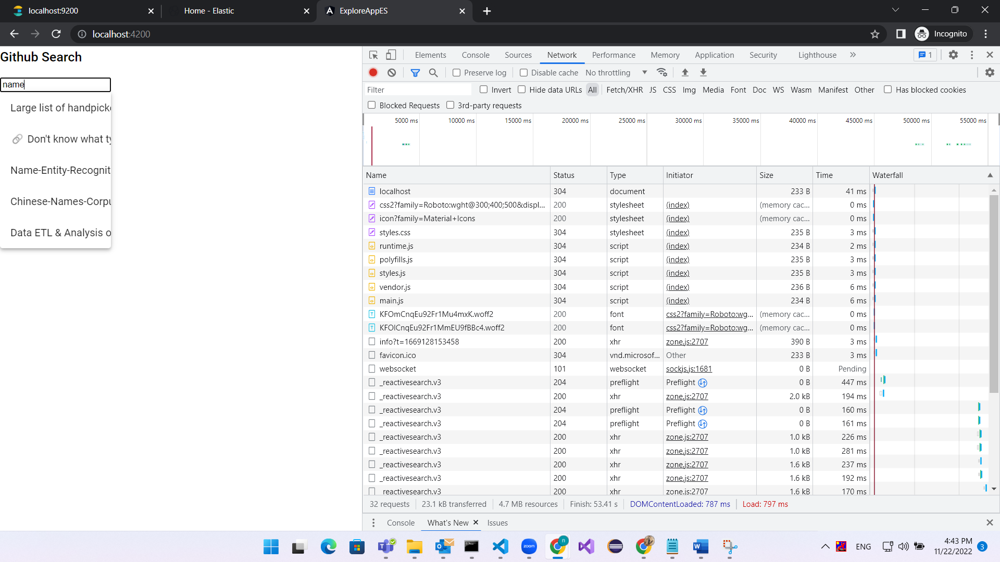 localhost:9200
Home - Elastic
ExploreAppES
localhost:4200
Incognito
Github Search
name
Large list of handpick
Don't know what ty
Name-Entity-Recognit
Chinese-Names-Corpu
Data ETL & Analysis o
Elements Console Sources Network Performance Memory Application Security Lighthouse 1
Preserve log Disable cache No throttling
Filter Invert Hide data URLs All Fetch/XHR JS CSS Img Media Font Doc WS Wasm Manifest Other Has blocked cookies
Blocked Requests 3rd-party requests
5000 ms 10000 ms 15000 ms 20000 ms 25000 ms 30000 ms 35000 ms 40000 ms 45000 ms 50000 ms 55000 ms
Name Status Type Initiator Size Time Waterfall
localhost 304 document 233 B 41 ms
css2?family=Roboto:wght@300;400;500&displ... 200 stylesheet (index) (memory cac... 0 ms
icon?family=Material+Icons 200 stylesheet (index) (memory cac... 0 ms
styles.css 304 stylesheet (index) 235 B 3 ms
runtime.js 304 script (index) 234 B 2 ms
polyfills.js 304 script (index) 235 B 3 ms
styles.js 304 script (index) 235 B 3 ms
vendor.js 304 script (index) 236 B 6 ms
main.js 304 script (index) 234 B 6 ms
KFOmCnqEu92Fr1Mu4mxK.woff2 200 font css2?family=Roboto:wg... (memory cac... 0 ms
KFOlCnqEu92Fr1MmEU9fBBc4.woff2 200 font css2?family=Roboto:wg... (memory cac... 0 ms
info?t=1669128153458 200 xhr zone.js:2707 390 B 3 ms
favicon.ico 304 vnd.microsof... Other 233 B 3 ms
websocket 101 websocket sockjs.js:1681 0 B Pending
_reactivesearch.v3 204 preflight Preflight 0 B 447 ms
_reactivesearch.v3 200 xhr zone.js:2707 2.0 kB 194 ms
_reactivesearch.v3 204 preflight Preflight 0 B 160 ms
_reactivesearch.v3 204 preflight Preflight 0 B 161 ms
_reactivesearch.v3 200 xhr zone.js:2707 1.0 kB 226 ms
_reactivesearch.v3 200 xhr zone.js:2707 1.0 kB 281 ms
_reactivesearch.v3 200 xhr zone.js:2707 1.6 kB 237 ms
_reactivesearch.v3 200 xhr zone.js:2707 1.6 kB 192 ms
_reactivesearch.v3 200 xhr zone.js:2707 1.6 kB 170 ms
32 requests 23.1 kB transferred 4.7 MB resources Finish: 53.41 s DOMContentLoaded: 787 ms Load: 797 ms
Console What's New Issues
zoom
n
ENG
4:43 PM
11/22/2022
3